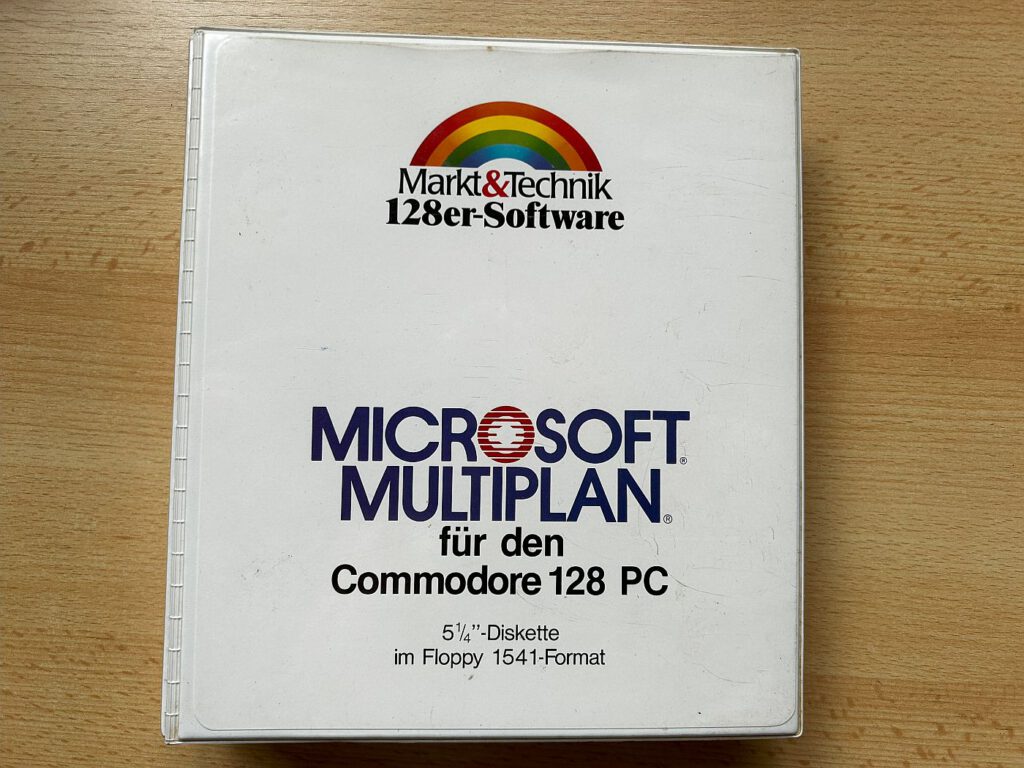 Markt&Technik
128er-Software
MICROSOFT®
MULTIPLAN®
für den
Commodore 128 PC
5¼”-Diskette
im Floppy 1541-Format